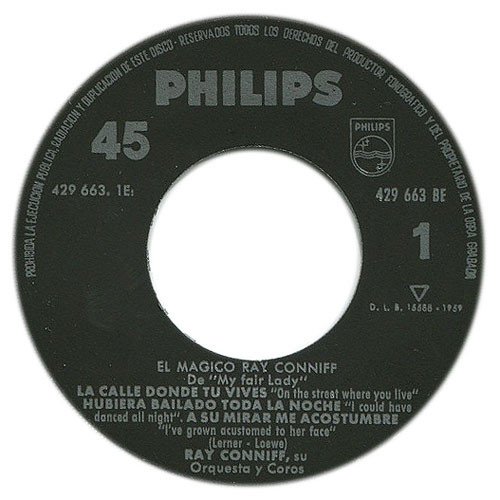 PROHIBIDA LA EJECUCION PUBLICA, RADIACION Y DUPLICACION DE ESTE DISCO - RESERVADOS TODOS LOS DERECHOS DEL PRODUCTOR FONOGRAFICO Y DEL PROPIETARIO DE LA OBRA GRABADA
PHILIPS
45
PHILIPS
429 663. 1E:
429 663 BE
1
D. L. B. 15558 - 1959
EL MAGICO RAY CONNIFF
De "My fair Lady"
LA CALLE DONDE TU VIVES "On the street where you live"
HUBIERA BAILADO TODA LA NOCHE "I could have
danced all night". A SU MIRAR ME ACOSTUMBRE
"I've grown acustomed to her face"
(Lerner - Loewe)
RAY CONNIFF, su
Orquesta y Coros